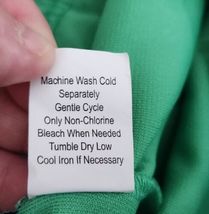 Machine Wash Cold
Separately
Gentle Cycle
Only Non-Chlorine
Bleach When Needed
Tumble Dry Low
Cool Iron If Necessary